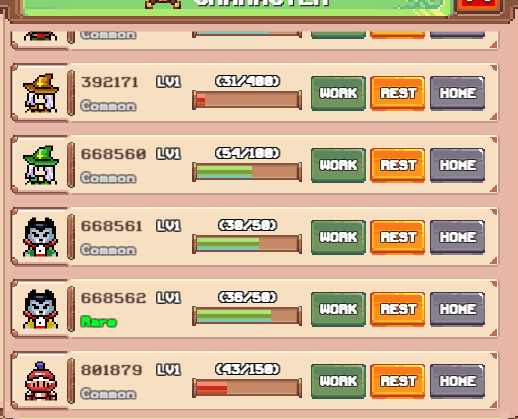 CHARACTER
Common
392171 LV1 (31/400) WORK REST HOME
Common
668560 LV1 (54/100) WORK REST HOME
Common
668561 LV1 (30/50) WORK REST HOME
Common
668562 LV1 (36/50) WORK REST HOME
Rare
801879 LV1 (43/150) WORK REST HOME
Common